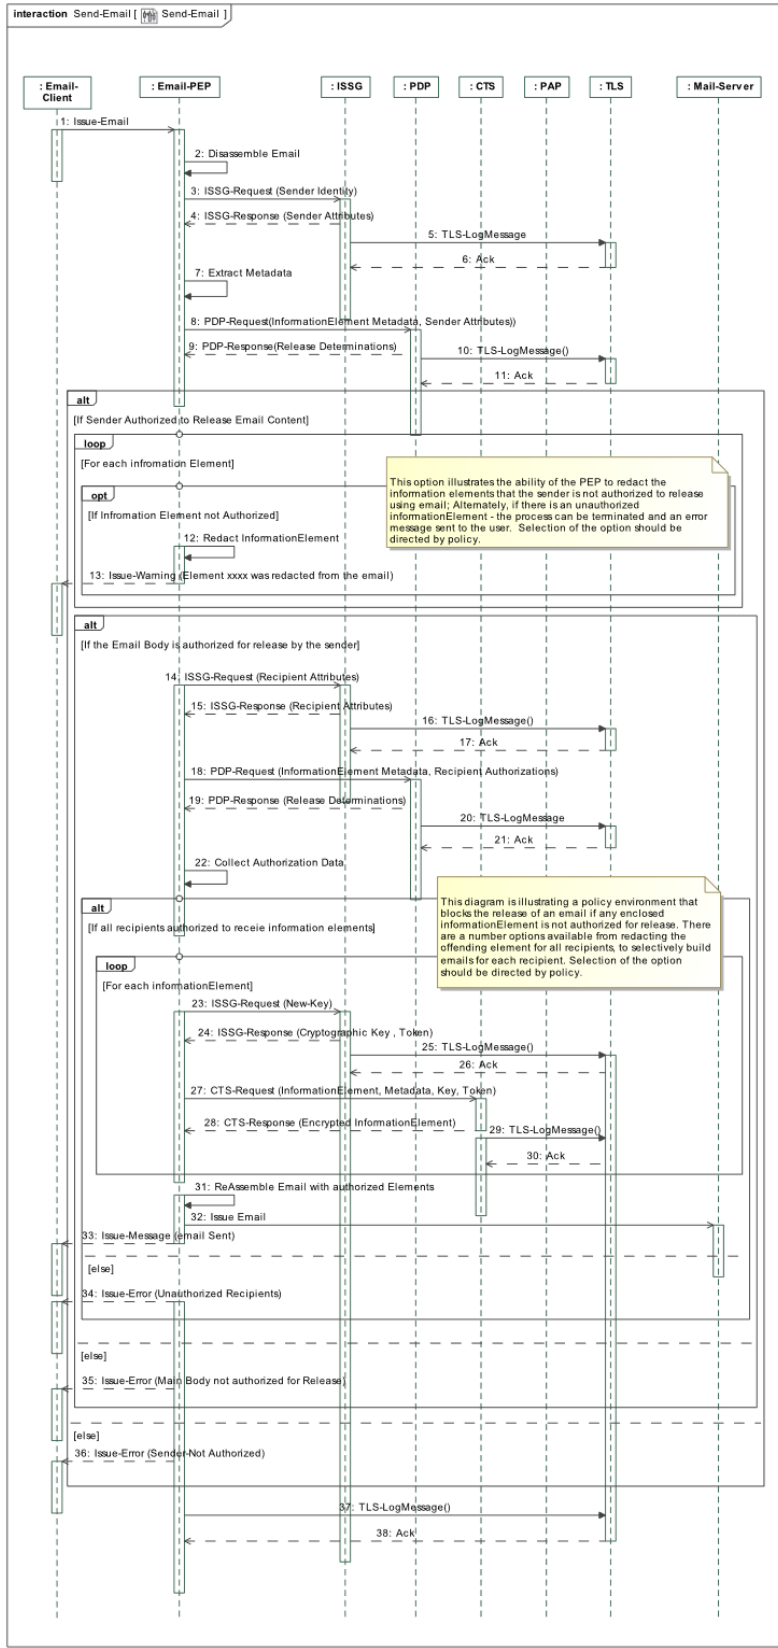 interaction Send-Email [ Send-Email ]
: Email-
Client
: Email-PEP
: ISSG
: PDP
: CTS
: PAP
: TLS
: Mail-Server
1: Issue-Email
2: Disassemble Email
3: ISSG-Request (Sender Identity)
4: ISSG-Response (Sender Attributes)
5: TLS-LogMessage
6: Ack
7: Extract Metadata
8: PDP-Request(InformationElement Metadata, Sender Attributes))
9: PDP-Response(Release Determinations)
10: TLS-LogMessage()
11: Ack
alt
[If Sender Authorized to Release Email Content]
loop
[For each infromation Element]
This option illustrates the ability of the PEP to redact the
information elements that the sender is not authorized to release
using email; Alternately, if there is an unauthorized
informationElement - the process can be terminated and an error
message sent to the user. Selection of the option should be
directed by policy.
opt
[If Infromation Element not Authorized]
12: Redact InformationElement
13: Issue-Warning (Element xxxx was redacted from the email)
alt
[If the Email Body is authorized for release by the sender]
14: ISSG-Request (Recipient Attributes)
15: ISSG-Response (Recipient Attributes)
16: TLS-LogMessage()
17: Ack
18: PDP-Request (InformationElement Metadata, Recipient Authorizations)
19: PDP-Response (Release Determinations)
20: TLS-LogMessage
21: Ack
22: Collect Authorization Data
This diagram is illustrating a policy environment that
blocks the release of an email if any enclosed
informationElement is not authorized for release. There
are a number options available from redacting the
offending element for all recipients, to selectively build
emails for each recipient. Selection of the option
should be directed by policy.
alt
[If all recipients authorized to receie information elements]
loop
[For each informationElement]
23: ISSG-Request (New-Key)
24: ISSG-Response (Cryptographic Key , Token)
25: TLS-LogMessage()
26: Ack
27: CTS-Request (InformationElement, Metadata, Key, Token)
28: CTS-Response (Encrypted InformationElement)
29: TLS-LogMessage()
30: Ack
31: ReAssemble Email with authorized Elements
32: Issue Email
33: Issue-Message (email Sent)
[else]
34: Issue-Error (Unauthorized Recipients)
[else]
35: Issue-Error (Main Body not authorized for Release)
[else]
36: Issue-Error (Sender-Not Authorized)
37: TLS-LogMessage()
38: Ack